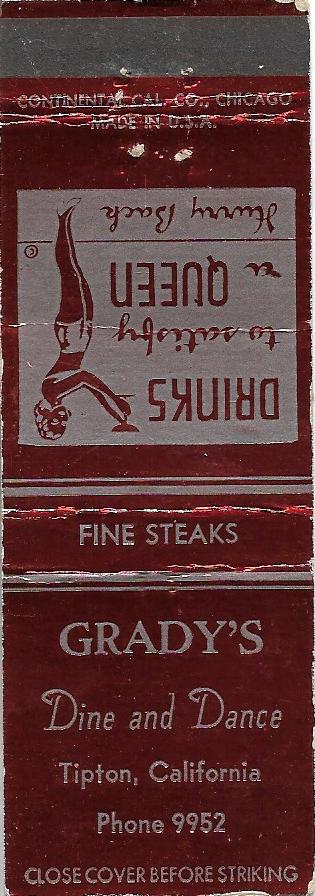 CONTINENTAL CAL. CO., CHICAGO
MADE IN U.S.A.
DRINKS
to satisfy
a QUEEN
Hurry Back
©
FINE STEAKS
GRADY'S
Dine and Dance
Tipton, California
Phone 9952
CLOSE COVER BEFORE STRIKING